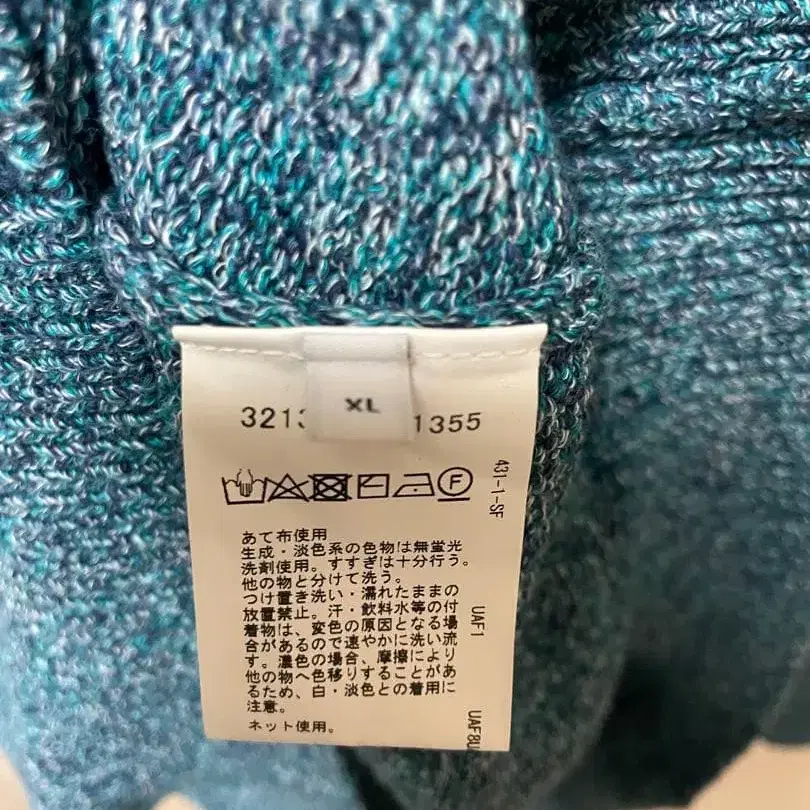 XL
3213 1355
あて布使用
生成・淡色系の色物は無蛍光
洗剤使用。すすぎは十分行う。
他の物と分けて洗う。
つけ置き洗い・濡れたままの
放置禁止。汗・飲料水等の付
着物は、変色の原因となる場
合があるので速やかに洗い流
す。濃色の場合、摩擦により
他の物へ色移りすることがあ
るため、白・淡色との着用に
注意。
ネット使用。
F
431-1-SF
UAF1
UAF8U